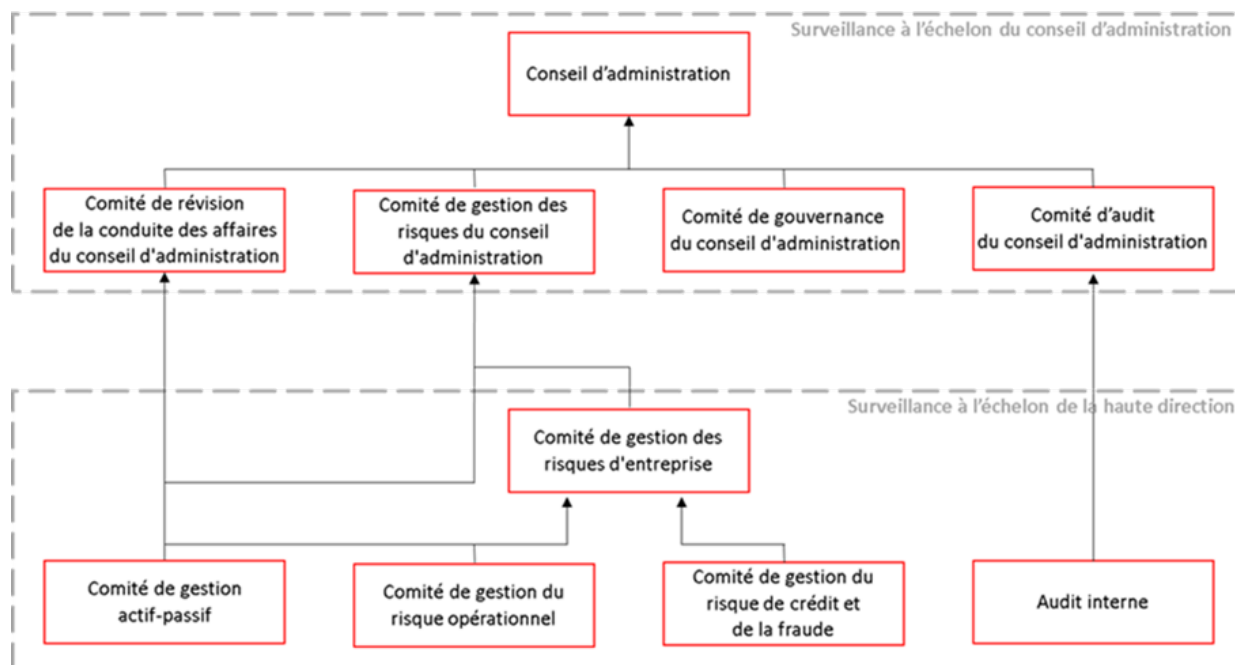 Surveillance à l'échelon du conseil d'administration
Conseil d'administration
Comité de révision
de la conduite des affaires
du conseil d'administration
Comité de gestion des
risques du conseil
d'administration
Comité de gouvernance
du conseil d'administration
Comité d'audit
du conseil d'administration
Surveillance à l'échelon de la haute direction
Comité de gestion des
risques d'entreprise
Comité de gestion
actif-passif
Comité de gestion du
risque opérationnel
Comité de gestion du
risque de crédit et
de la fraude
Audit interne